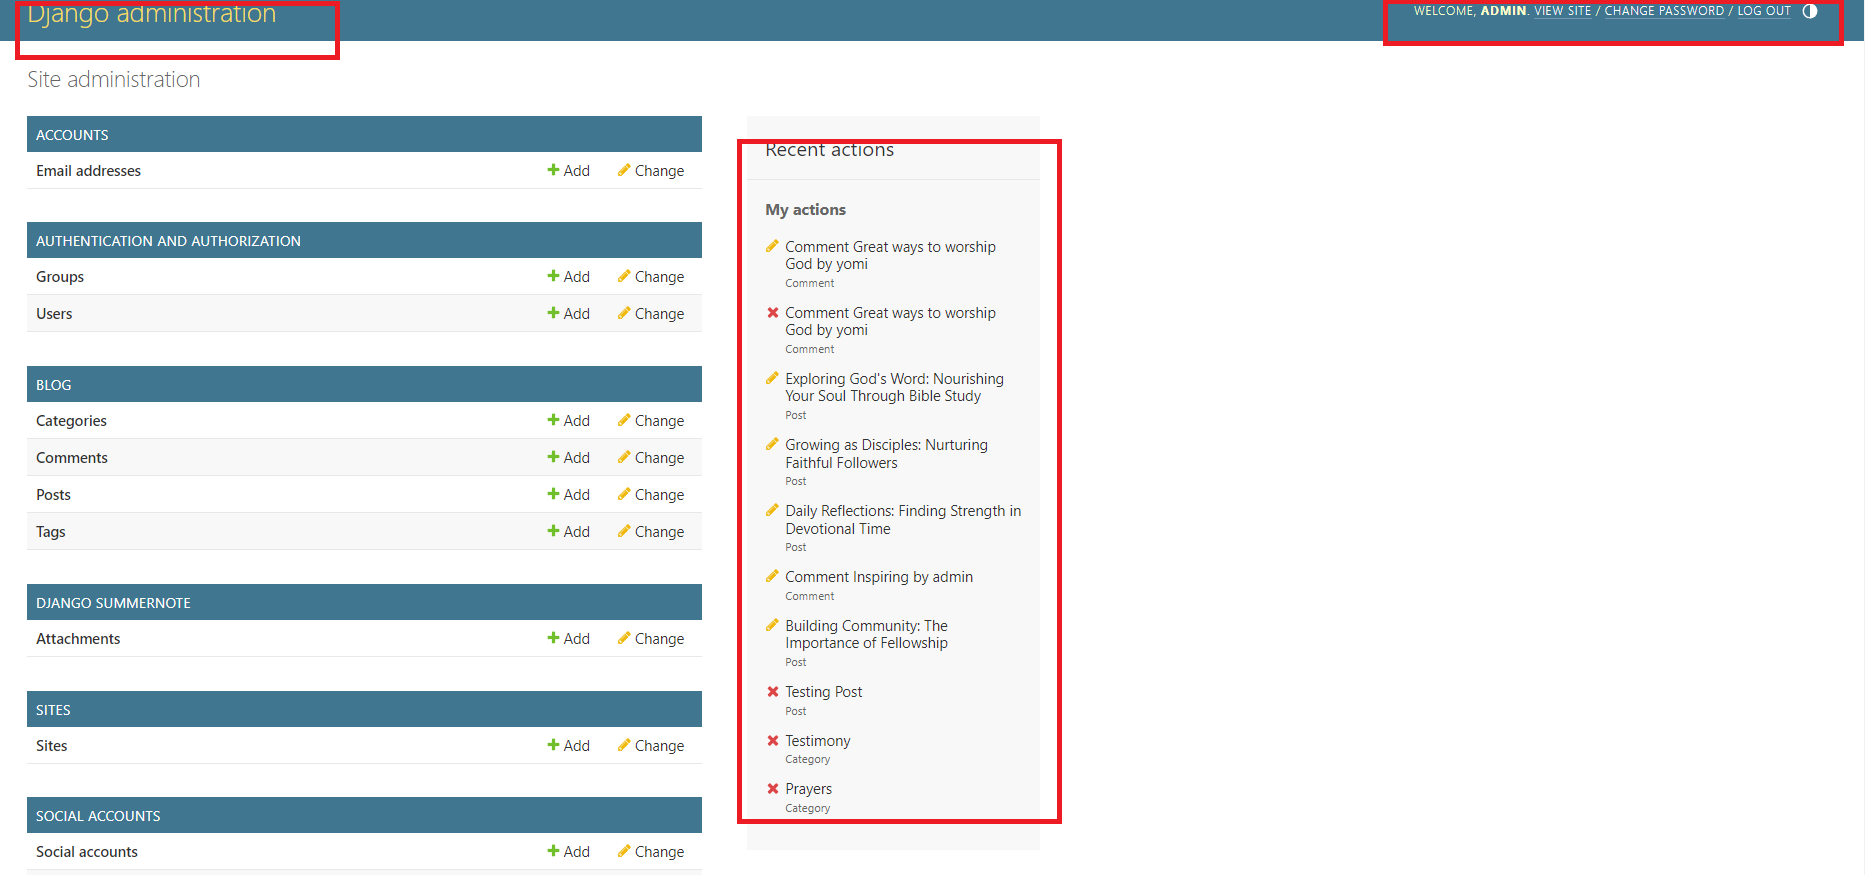 Django administration
WELCOME, ADMIN. VIEW SITE / CHANGE PASSWORD / LOG OUT
Site administration
ACCOUNTS
Email addresses Add Change
AUTHENTICATION AND AUTHORIZATION
Groups Add Change
Users Add Change
BLOG
Categories Add Change
Comments Add Change
Posts Add Change
Tags Add Change
DJANGO SUMMERNOTE
Attachments Add Change
SITES
Sites Add Change
SOCIAL ACCOUNTS
Social accounts Add Change
Recent actions
My actions
Comment Great ways to worship
God by yomi
Comment
Comment Great ways to worship
God by yomi
Comment
Exploring God's Word: Nourishing
Your Soul Through Bible Study
Post
Growing as Disciples: Nurturing
Faithful Followers
Post
Daily Reflections: Finding Strength in
Devotional Time
Post
Comment Inspiring by admin
Comment
Building Community: The
Importance of Fellowship
Post
Testing Post
Post
Testimony
Category
Prayers
Category